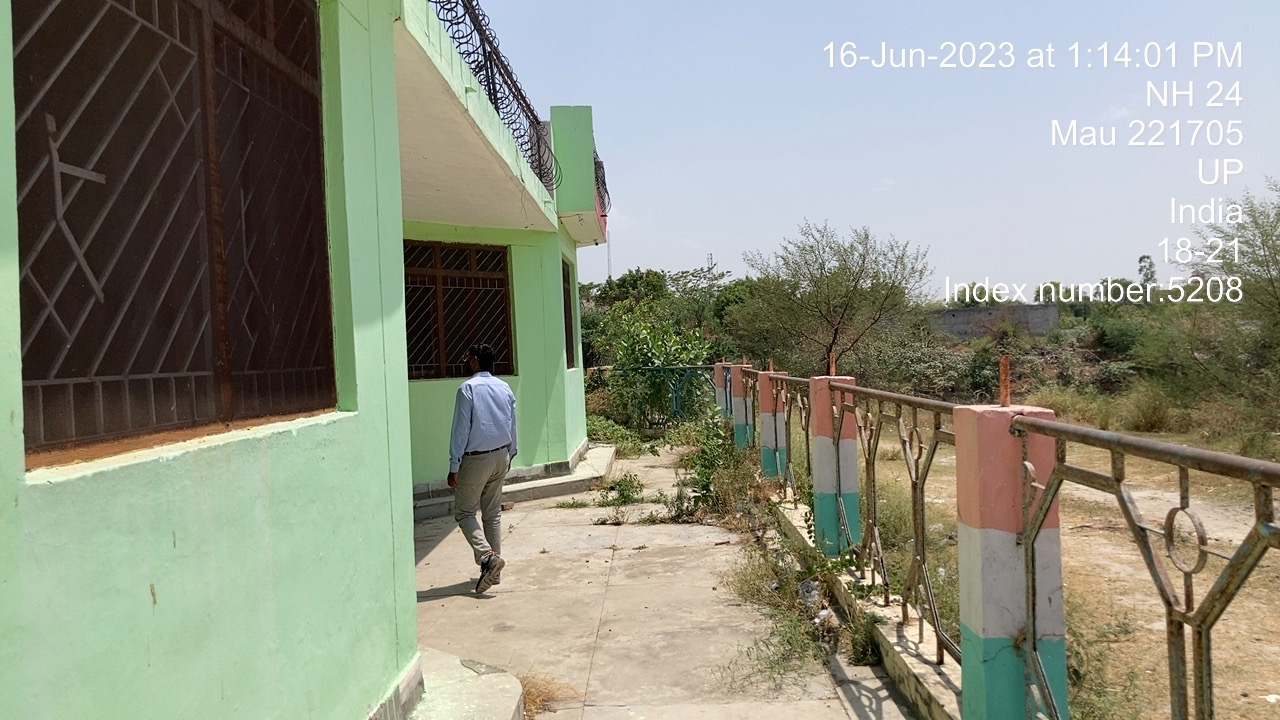 16-Jun-2023 at 1:14:01 PM
NH 24
Mau 221705
UP
India
18-21
Index number:5208